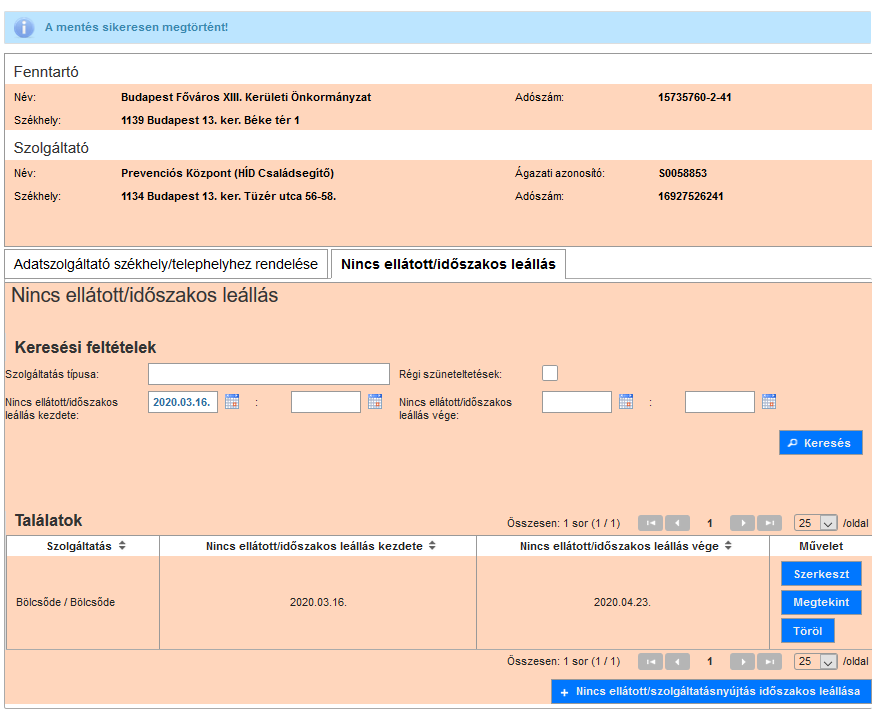 A mentés sikeresen megtörtént!
Fenntartó
Név: Budapest Főváros XIII. Kerületi Önkormányzat Adószám: 15735760-2-41
Székhely: 1139 Budapest 13. ker. Béke tér 1
Szolgáltató
Név: Prevenciós Központ (HÍD Családsegítő) Ágazati azonosító: S0058853
Székhely: 1134 Budapest 13. ker. Tüzér utca 56-58. Adószám: 16927526241
Adatszolgáltató székhely/telephelyhez rendelése Nincs ellátott/időszakos leállás
Nincs ellátott/időszakos leállás
Keresési feltételek
Szolgáltatás típusa: Régi szüneteltetések:
Nincs ellátott/időszakos leállás kezdete: 2020.03.16. : Nincs ellátott/időszakos leállás vége: :
Keresés
Találatok
Összesen: 1 sor (1 / 1) 1 25 /oldal
Szolgáltatás Nincs ellátott/időszakos leállás kezdete Nincs ellátott/időszakos leállás vége Művelet
Szerkeszt
Bölcsőde / Bölcsőde 2020.03.16. 2020.04.23. Megtekint
Töröl
Összesen: 1 sor (1 / 1) 1 25 /oldal
+ Nincs ellátott/szolgáltatásnyújtás időszakos leállása